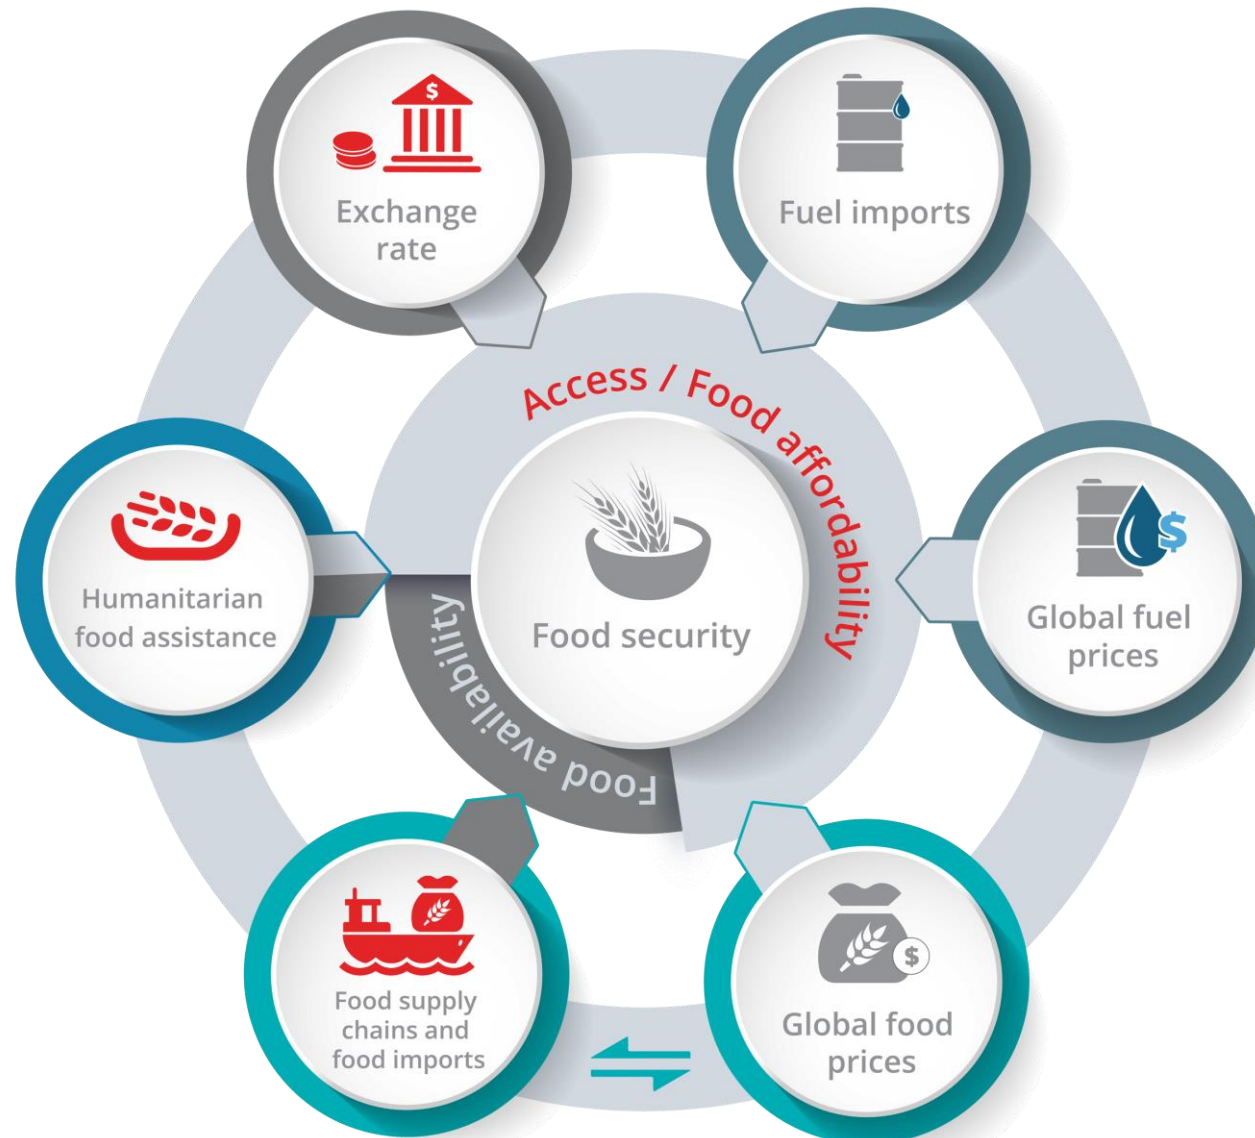 $
Exchange
rate
Fuel imports
Access / Food affordability
Humanitarian
food assistance
Food security
$
Global fuel
prices
Food availability
Food supply
chains and
food imports
$
Global food
prices